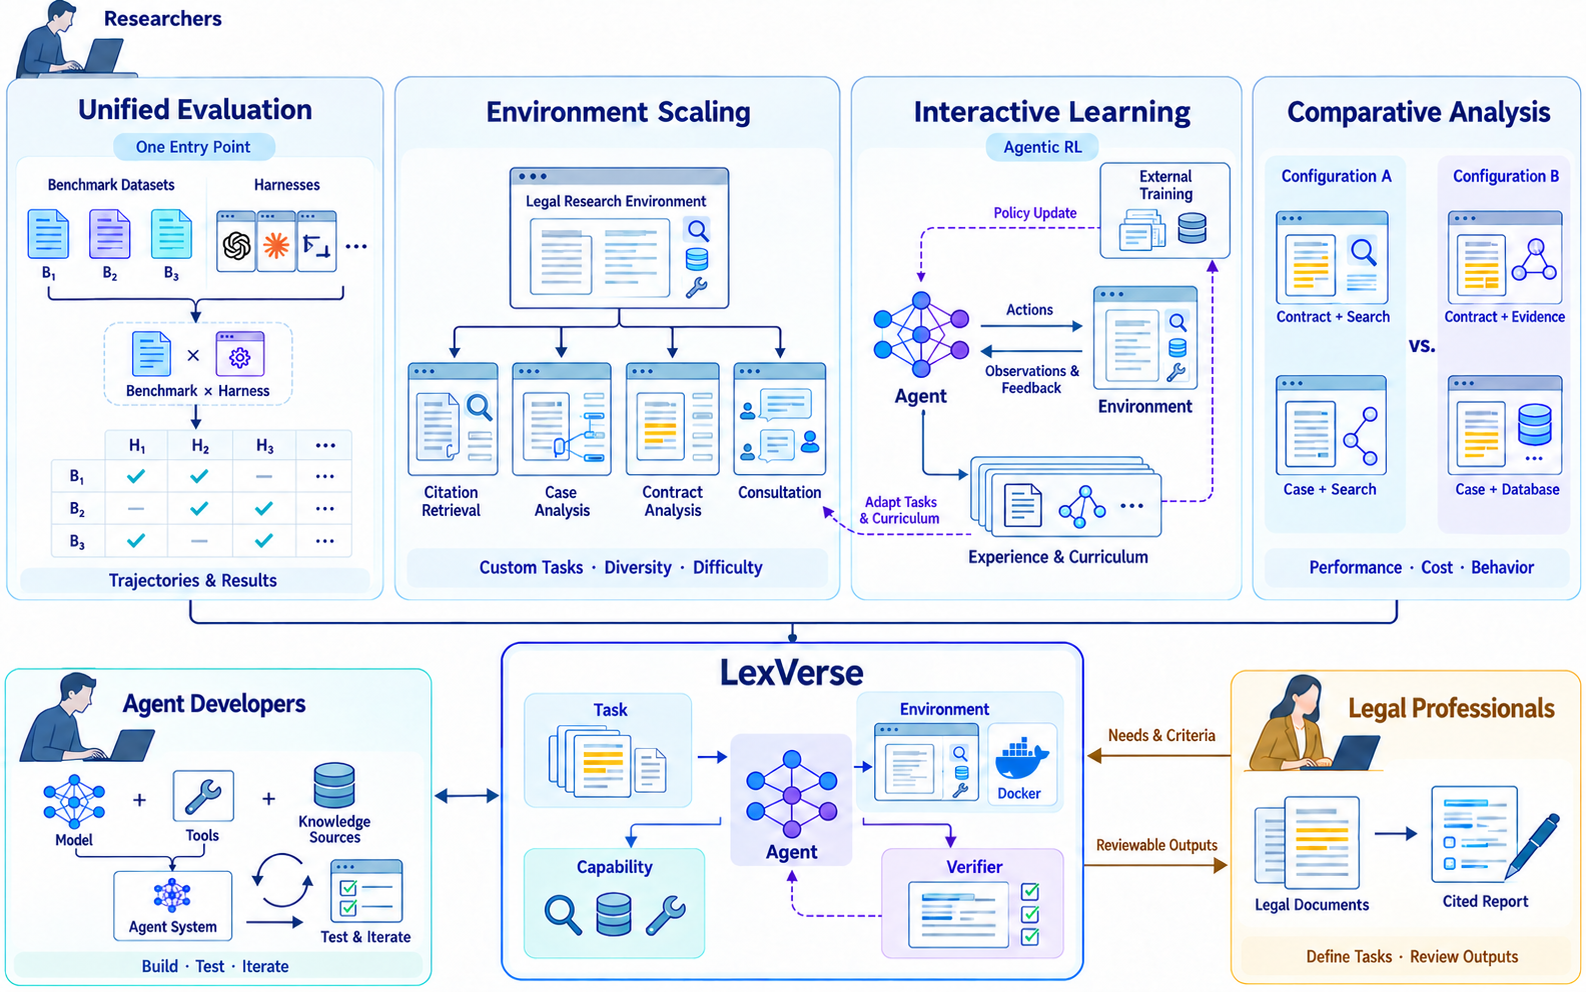 Researchers
Unified Evaluation
One Entry Point
Benchmark Datasets
Harnesses
B1
B2
B3
...
Benchmark × Harness
H1 H2 H3 ...
B1 ✓ ✓ — ...
B2 — ✓ ✓ ...
B3 ✓ — ✓ ...
Trajectories & Results
Environment Scaling
Legal Research Environment
Citation
Retrieval
Case
Analysis
Contract
Analysis
Consultation
Custom Tasks · Diversity · Difficulty
Interactive Learning
Agentic RL
External
Training
Policy Update
Agent
Actions
Observations &
Feedback
Environment
Adapt Tasks
& Curriculum
...
Experience & Curriculum
Comparative Analysis
Configuration A
Contract + Search
Case + Search
vs.
Configuration B
Contract + Evidence
...
Case + Database
Performance · Cost · Behavior
Agent Developers
Model
+
Tools
+
Knowledge
Sources
Agent System
Test & Iterate
Build · Test · Iterate
LexVerse
Task
Agent
Environment
Docker
Capability
Verifier
Needs & Criteria
Reviewable Outputs
Legal Professionals
Legal Documents
Cited Report
Define Tasks · Review Outputs